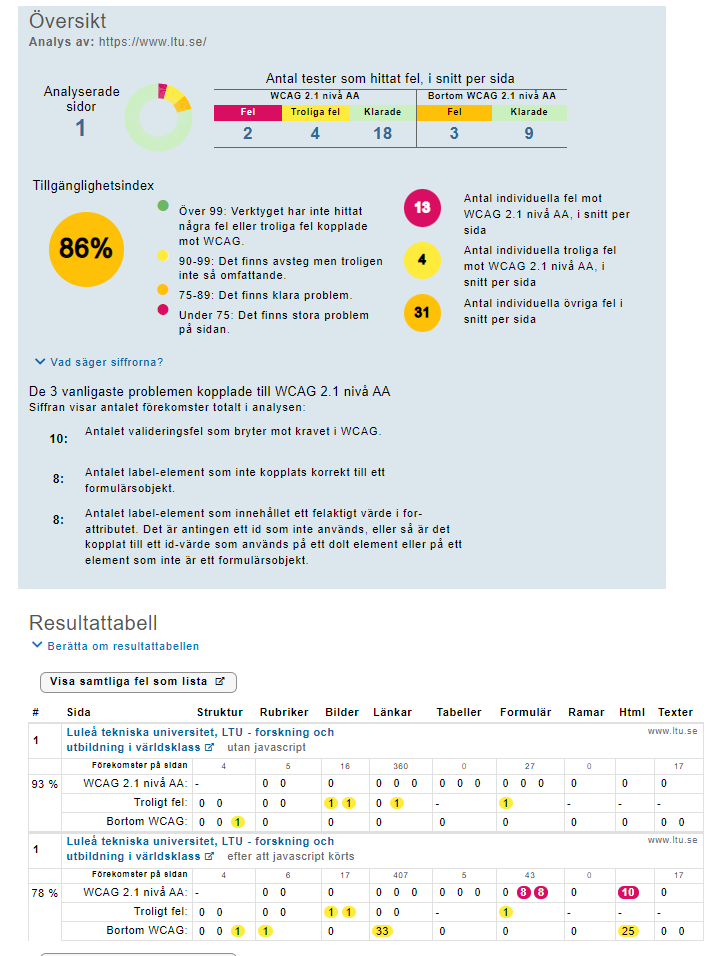 Översikt
Analys av: https://www.ltu.se/
Analyserade sidor
1
Antal tester som hittat fel, i snitt per sida
WCAG 2.1 nivå AA Bortom WCAG 2.1 nivå AA
Fel Troliga fel Klarade Fel Klarade
2 4 18 3 9
Tillgänglighetsindex
86%
Över 99: Verktyget har inte hittat
några fel eller troliga fel kopplade
mot WCAG.
90-99: Det finns avsteg men troligen
inte så omfattande.
75-89: Det finns klara problem.
Under 75: Det finns stora problem
på sidan.
13
Antal individuella fel mot
WCAG 2.1 nivå AA, i snitt per
sida
4
Antal individuella troliga fel
mot WCAG 2.1 nivå AA, i
snitt per sida
31
Antal individuella övriga fel i
snitt per sida
Vad säger siffrorna?
De 3 vanligaste problemen kopplade till WCAG 2.1 nivå AA
Siffran visar antalet förekomster totalt i analysen:
10: Antalet valideringsfel som bryter mot kravet i WCAG.
8: Antalet label-element som inte kopplats korrekt till ett
formulärsobjekt.
8: Antalet label-element som innehållet ett felaktigt värde i for-
attributet. Det är antingen ett id som inte används, eller så är det
kopplat till ett id-värde som används på ett dolt element eller på ett
element som inte är ett formulärsobjekt.
Resultattabell
Berätta om resultattabellen
Visa samtliga fel som lista
# Sida Struktur Rubriker Bilder Länkar Tabeller Formulär Ramar Html Texter
1 Luleå tekniska universitet, LTU - forskning och www.ltu.se
utbildning i världsklass utan javascript
Förekomster på sidan 4 5 16 360 0 27 0 17
93 % WCAG 2.1 nivå AA: - 0 0 0 0 0 0 0 0 0 0 0 0 0 0 0
Troligt fel: 0 0 0 0 1 1 0 1 - 1 - - -
Bortom WCAG: 0 0 1 0 0 0 0 0 0 0 0 0
1 Luleå tekniska universitet, LTU - forskning och www.ltu.se
utbildning i världsklass efter att javascript körts
Förekomster på sidan 4 6 17 407 5 43 0 17
78 % WCAG 2.1 nivå AA: - 0 0 0 0 0 0 0 0 0 0 8 8 0 10 0
Troligt fel: 0 0 0 0 1 1 0 0 - 1 - - -
Bortom WCAG: 0 0 1 1 0 33 0 0 0 25 0 0